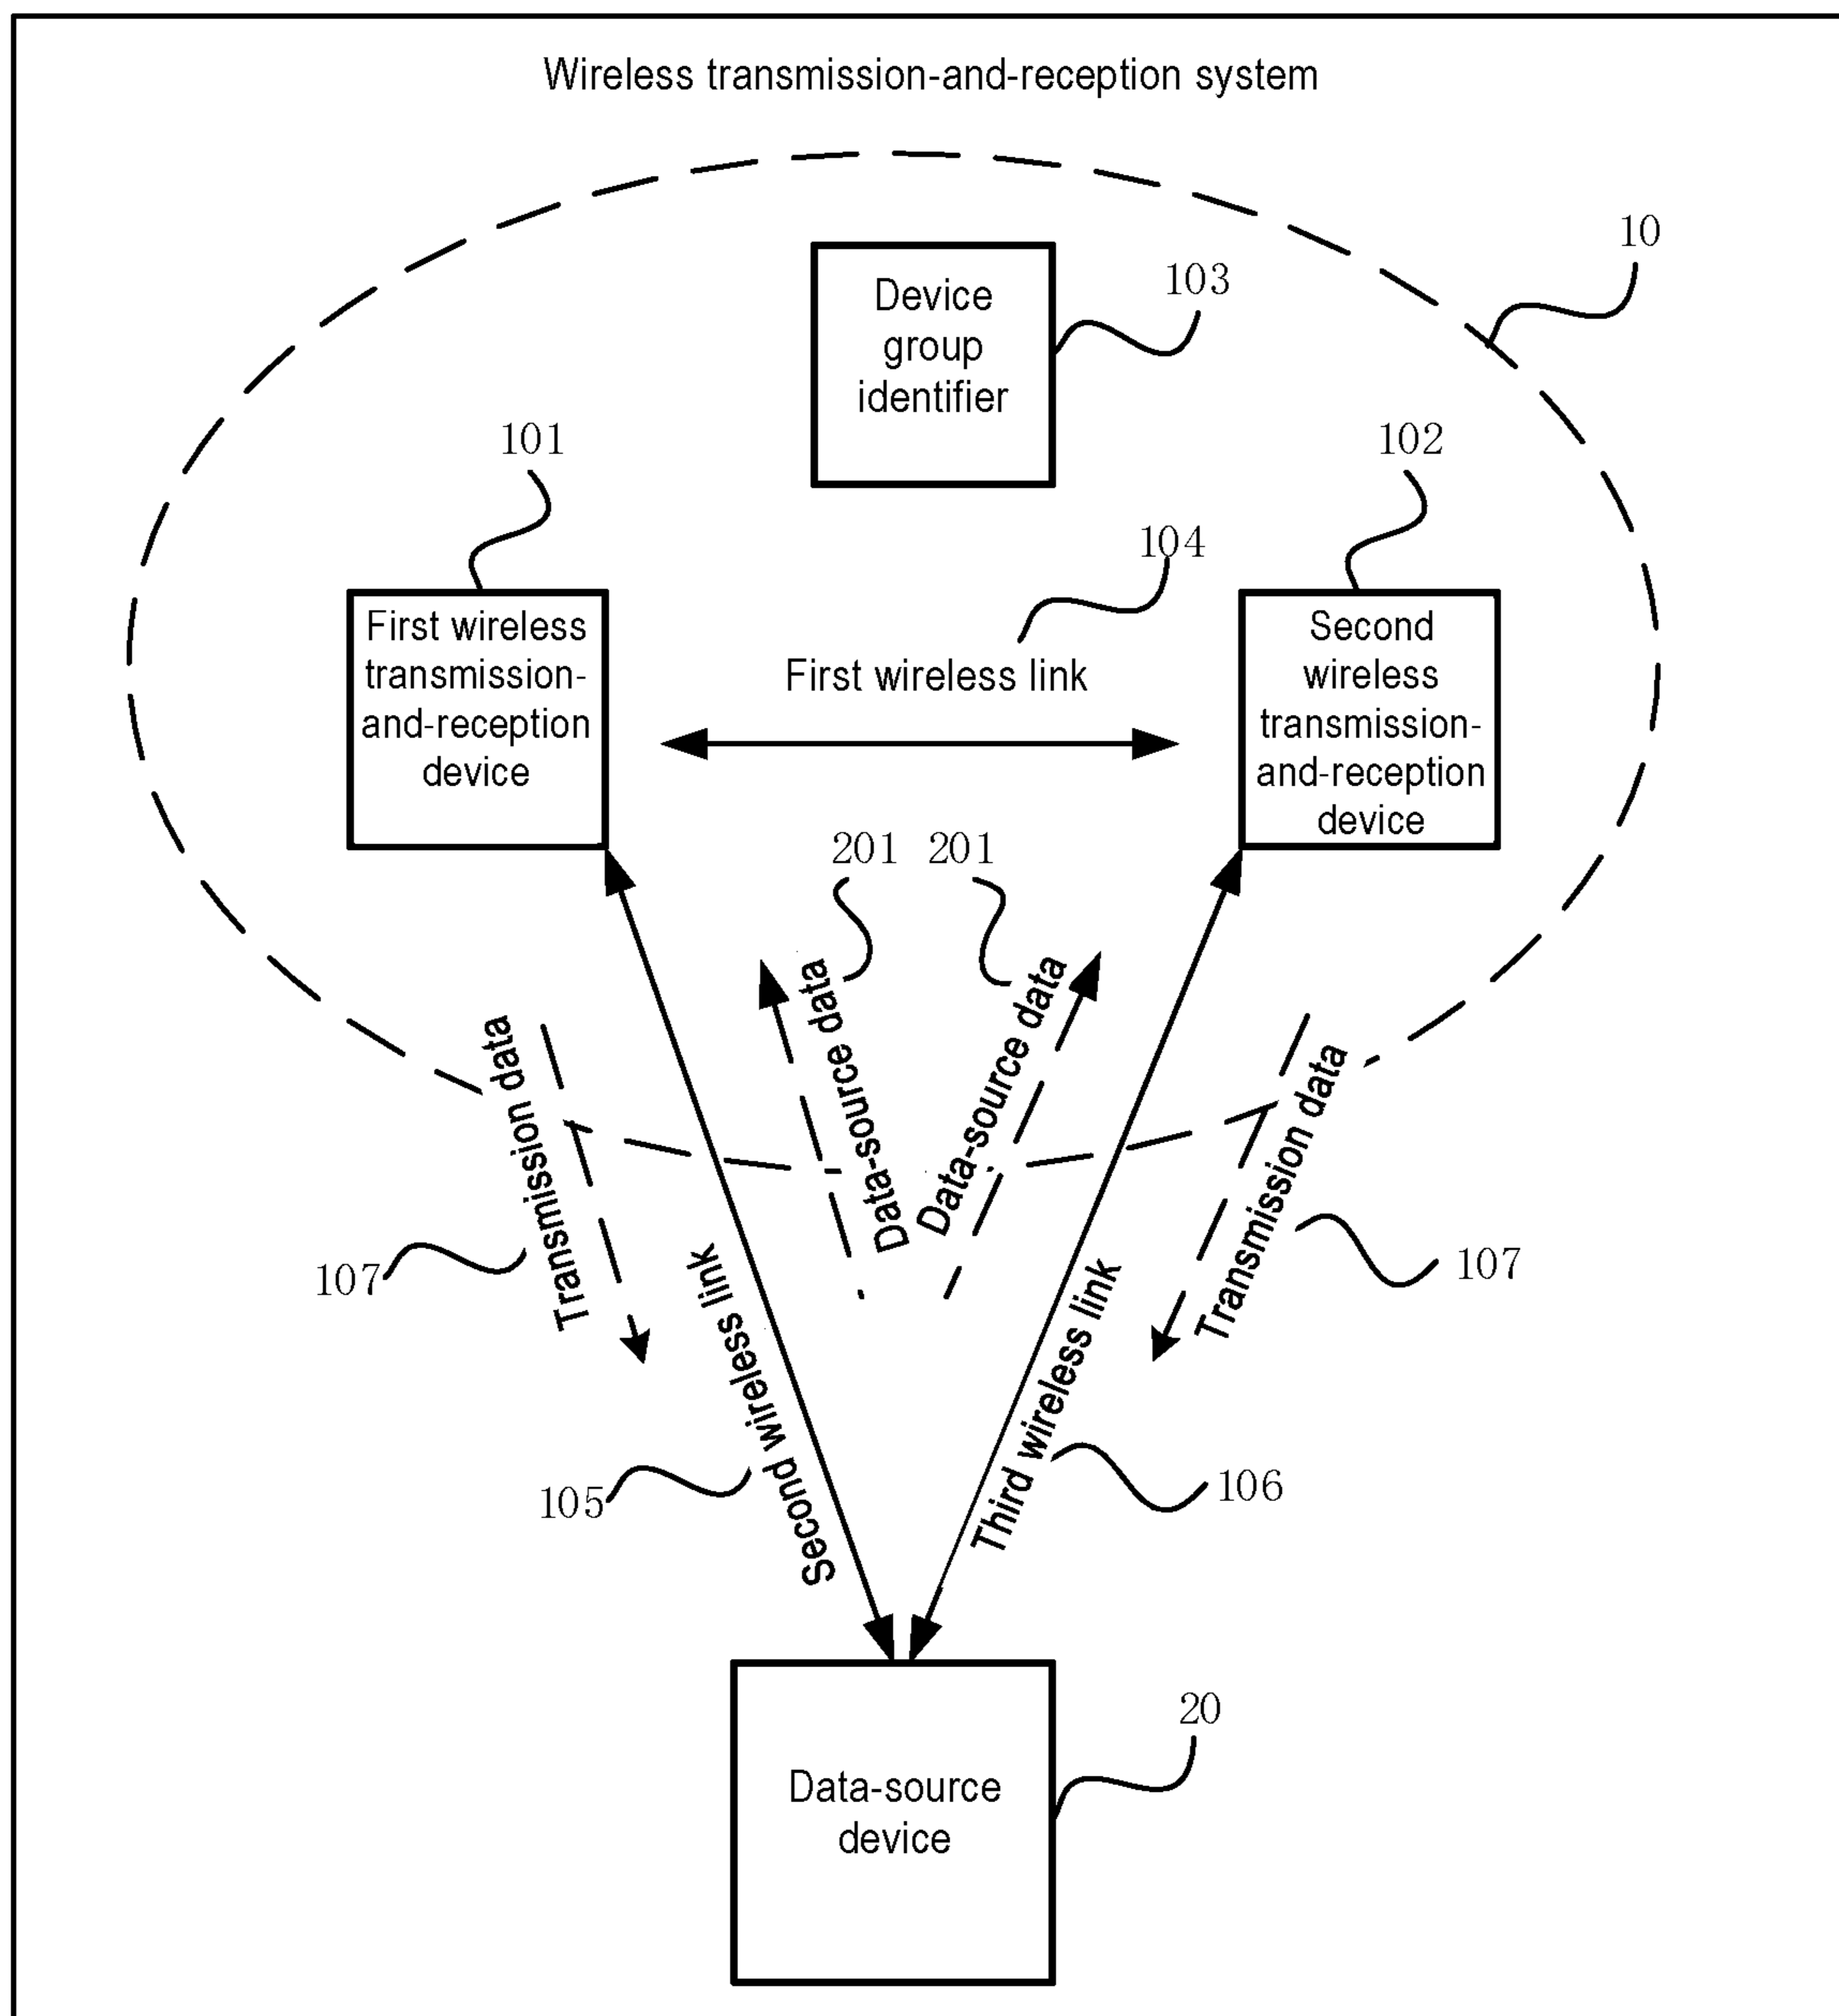 Wireless transmission-and-reception system
10
Device
group
identifier
103
101
102
104
First wireless
transmission-
and-reception
device
First wireless link
Second
wireless
transmission-
and-reception
device
201
201
Data-source data
Data-source data
Transmission data
Transmission data
107
107
Second wireless link
Third wireless link
105
106
20
Data-source
device